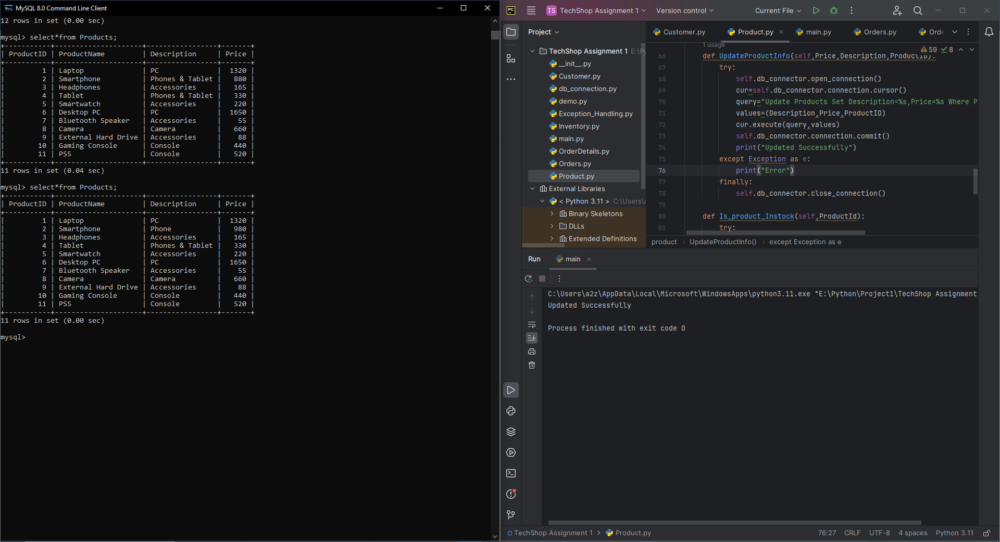 MySQL 8.0 Command Line Client
12 rows in set (0.00 sec)
mysql> select*from Products;
+-----------+---------------------+-----------------+-------+
| ProductID | ProductName         | Description     | Price |
+-----------+---------------------+-----------------+-------+
|         1 | Laptop              | PC              |  1320 |
|         2 | Smartphone          | Phones & Tablet |   880 |
|         3 | Headphones          | Accessories     |   165 |
|         4 | Tablet              | Phones & Tablet |   330 |
|         5 | Smartwatch          | Accessories     |   220 |
|         6 | Desktop PC          | PC              |  1650 |
|         7 | Bluetooth Speaker   | Accessories     |    55 |
|         8 | Camera              | Camera          |   660 |
|         9 | External Hard Drive | Accessories     |    88 |
|        10 | Gaming Console      | Console         |   440 |
|        11 | PS5                 | Console         |   520 |
+-----------+---------------------+-----------------+-------+
11 rows in set (0.04 sec)
mysql> select*from Products;
+-----------+---------------------+-----------------+-------+
| ProductID | ProductName         | Description     | Price |
+-----------+---------------------+-----------------+-------+
|         1 | Laptop              | PC              |  1320 |
|         2 | Smartphone          | Phone           |   980 |
|         3 | Headphones          | Accessories     |   165 |
|         4 | Tablet              | Phones & Tablet |   330 |
|         5 | Smartwatch          | Accessories     |   220 |
|         6 | Desktop PC          | PC              |  1650 |
|         7 | Bluetooth Speaker   | Accessories     |    55 |
|         8 | Camera              | Camera          |   660 |
|         9 | External Hard Drive | Accessories     |    88 |
|        10 | Gaming Console      | Console         |   440 |
|        11 | PS5                 | Console         |   520 |
+-----------+---------------------+-----------------+-------+
11 rows in set (0.00 sec)
mysql>
PC
TS TechShop Assignment 1 Version control Current File
Project
TechShop Assignment 1 E:\Py
__init__.py
Customer.py
db_connection.py
demo.py
Exception_Handling.py
Inventory.py
main.py
OrderDetails.py
Orders.py
Product.py
External Libraries
< Python 3.11 > C:\Users\a
Binary Skeletons
DLLs
Extended Definitions
Customer.py Product.py main.py Orders.py Orde
1 usage
59 8
66 def UpdateProductInfo(self,Price,Description,ProductID):
67 try:
68 self.db_connector.open_connection()
69 cur=self.db_connector.connection.cursor()
70 query="Update Products Set Description=%s,Price=%s Where P
71 values=(Description,Price,ProductID)
72 cur.execute(query,values)
73 self.db_connector.connection.commit()
74 print("Updated Successfully")
75 except Exception as e:
76 print("Error")
77 finally:
78 self.db_connector.close_connection()
79
80 def Is_product_Instock(self,ProductId):
81 try:
product > UpdateProductInfo() > except Exception as e
Run main
C:\Users\a2z\AppData\Local\Microsoft\WindowsApps\python3.11.exe "E:\Python\Project1\TechShop Assignment
Updated Successfully
Process finished with exit code 0
TechShop Assignment 1 > Product.py
76:27 CRLF UTF-8 4 spaces Python 3.11